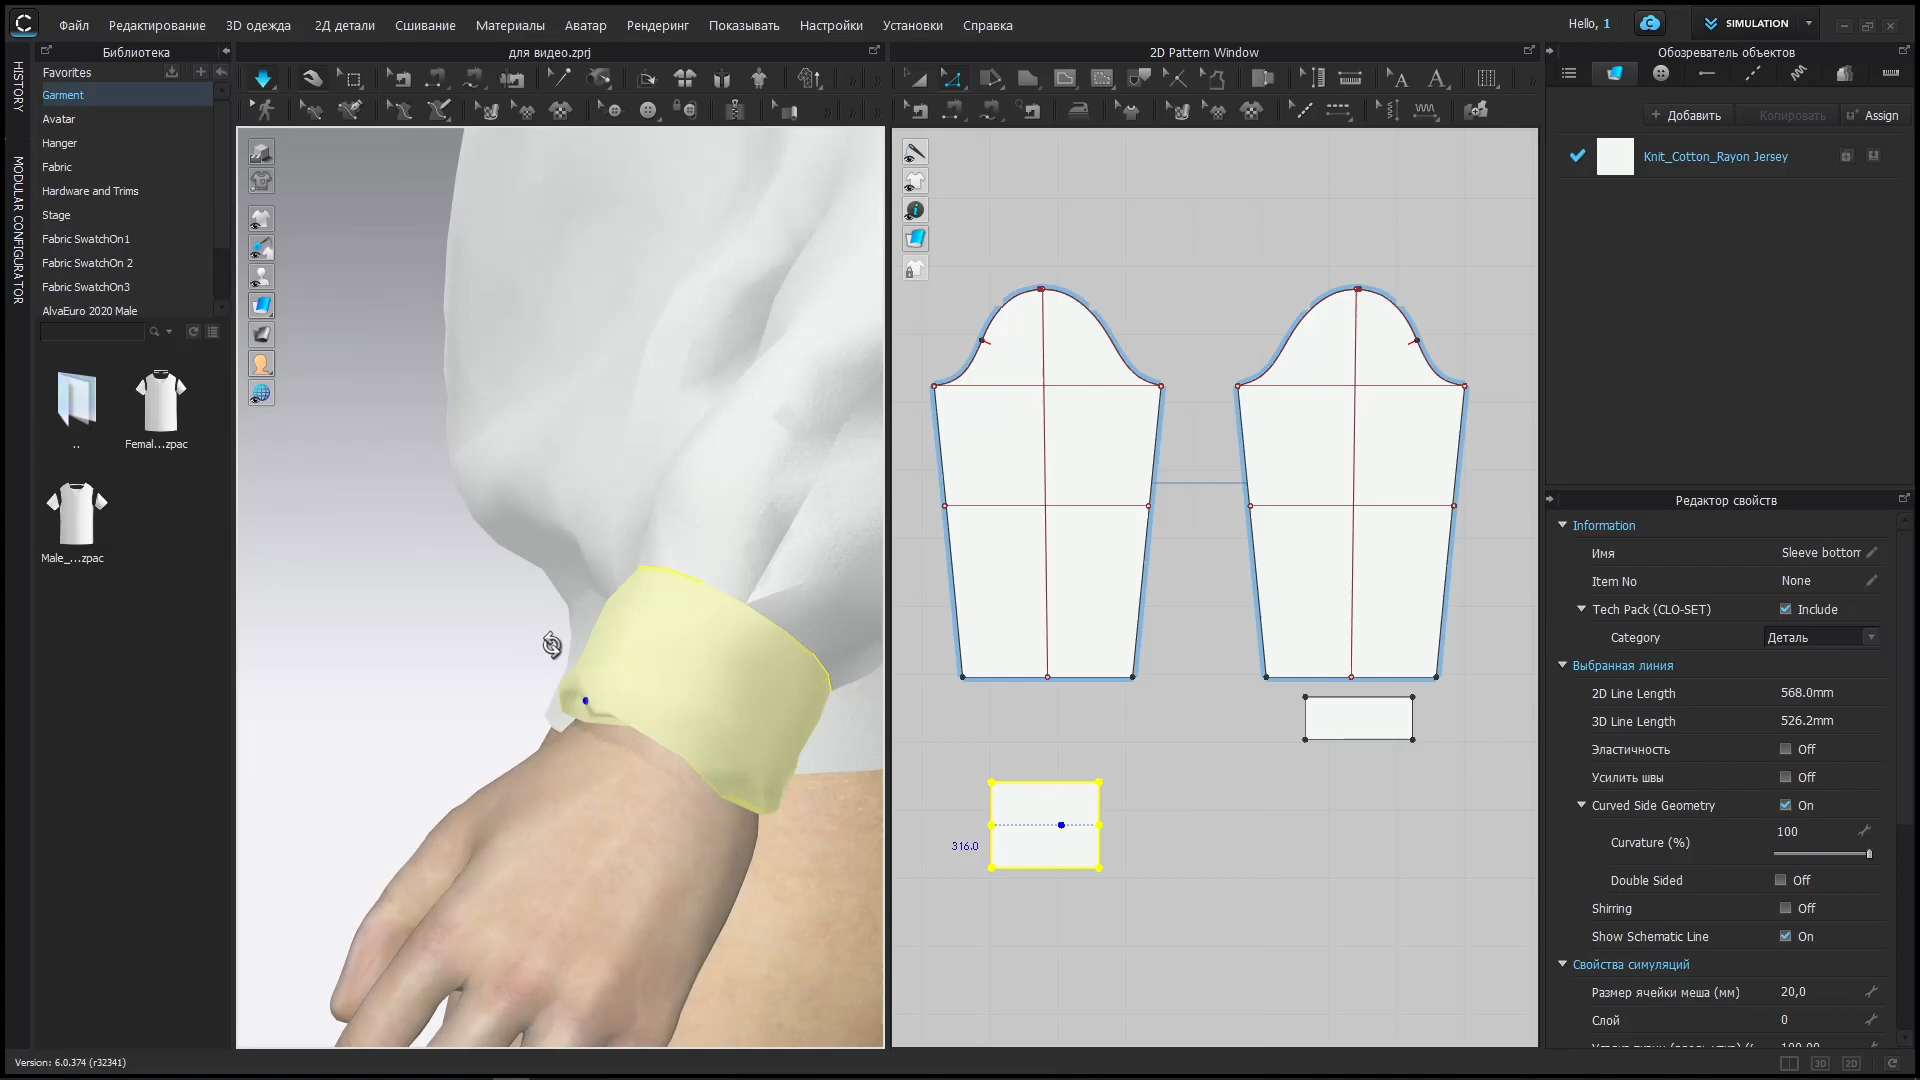 Файл
Редактирование
3D одежда
2Д детали
Сшивание
Материалы
Аватар
Рендеринг
Показывать
Настройки
Установки
Справка
Hello, 1
SIMULATION
HISTORY
MODULAR CONFIGURATOR
Библиотека
для видео.zprj
2D Pattern Window
Обозреватель объектов
Favorites
Garment
Avatar
Hanger
Fabric
Hardware and Trims
Stage
Fabric SwatchOn1
Fabric SwatchOn 2
Fabric SwatchOn3
AlvaEuro 2020 Male
..
Femal...zpac
Male_...zpac
316.0
Добавить
Копировать
Assign
Knit_Cotton_Rayon Jersey
Редактор свойств
Information
Имя Sleeve bottom
Item No None
Tech Pack (CLO-SET) Include
Category Деталь
Выбранная линия
2D Line Length 568.0mm
3D Line Length 526.2mm
Эластичность Off
Усилить швы Off
Curved Side Geometry On
Curvature (%) 100
Double Sided Off
Shirring Off
Show Schematic Line On
Свойства симуляций
Размер ячейки меша (мм) 20,0
Слой 0
Version: 6.0.374 (r32341)
3D
2D